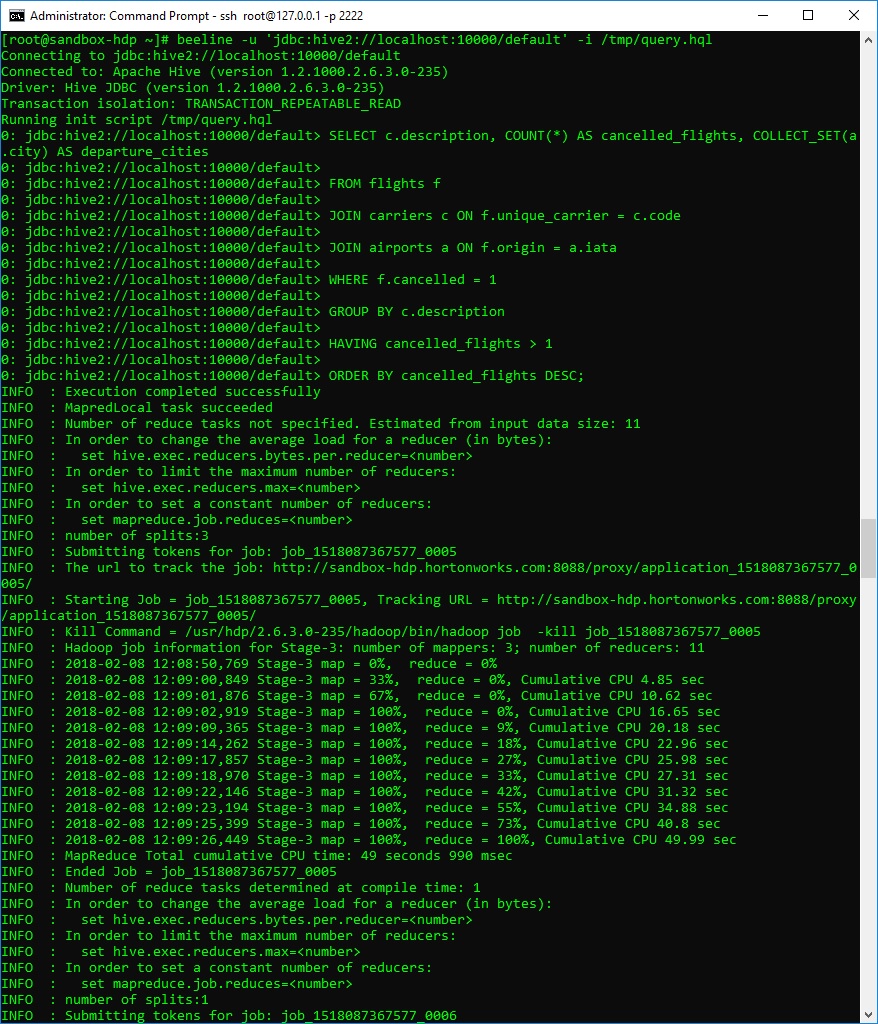 Administrator: Command Prompt - ssh  root@127.0.0.1 -p 2222
[root@sandbox-hdp ~]# beeline -u 'jdbc:hive2://localhost:10000/default' -i /tmp/query.hql
Connecting to jdbc:hive2://localhost:10000/default
Connected to: Apache Hive (version 1.2.1000.2.6.3.0-235)
Driver: Hive JDBC (version 1.2.1000.2.6.3.0-235)
Transaction isolation: TRANSACTION_REPEATABLE_READ
Running init script /tmp/query.hql
0: jdbc:hive2://localhost:10000/default> SELECT c.description, COUNT(*) AS cancelled_flights, COLLECT_SET(a
.city) AS departure_cities
0: jdbc:hive2://localhost:10000/default>
0: jdbc:hive2://localhost:10000/default> FROM flights f
0: jdbc:hive2://localhost:10000/default>
0: jdbc:hive2://localhost:10000/default> JOIN carriers c ON f.unique_carrier = c.code
0: jdbc:hive2://localhost:10000/default>
0: jdbc:hive2://localhost:10000/default> JOIN airports a ON f.origin = a.iata
0: jdbc:hive2://localhost:10000/default>
0: jdbc:hive2://localhost:10000/default> WHERE f.cancelled = 1
0: jdbc:hive2://localhost:10000/default>
0: jdbc:hive2://localhost:10000/default> GROUP BY c.description
0: jdbc:hive2://localhost:10000/default>
0: jdbc:hive2://localhost:10000/default> HAVING cancelled_flights > 1
0: jdbc:hive2://localhost:10000/default>
0: jdbc:hive2://localhost:10000/default> ORDER BY cancelled_flights DESC;
INFO  : Execution completed successfully
INFO  : MapredLocal task succeeded
INFO  : Number of reduce tasks not specified. Estimated from input data size: 11
INFO  : In order to change the average load for a reducer (in bytes):
INFO  :   set hive.exec.reducers.bytes.per.reducer=<number>
INFO  : In order to limit the maximum number of reducers:
INFO  :   set hive.exec.reducers.max=<number>
INFO  : In order to set a constant number of reducers:
INFO  :   set mapreduce.job.reduces=<number>
INFO  : number of splits:3
INFO  : Submitting tokens for job: job_1518087367577_0005
INFO  : The url to track the job: http://sandbox-hdp.hortonworks.com:8088/proxy/application_1518087367577_0
005/
INFO  : Starting Job = job_1518087367577_0005, Tracking URL = http://sandbox-hdp.hortonworks.com:8088/proxy
/application_1518087367577_0005/
INFO  : Kill Command = /usr/hdp/2.6.3.0-235/hadoop/bin/hadoop job  -kill job_1518087367577_0005
INFO  : Hadoop job information for Stage-3: number of mappers: 3; number of reducers: 11
INFO  : 2018-02-08 12:08:50,769 Stage-3 map = 0%,  reduce = 0%
INFO  : 2018-02-08 12:09:00,849 Stage-3 map = 33%,  reduce = 0%, Cumulative CPU 4.85 sec
INFO  : 2018-02-08 12:09:01,876 Stage-3 map = 67%,  reduce = 0%, Cumulative CPU 10.62 sec
INFO  : 2018-02-08 12:09:02,919 Stage-3 map = 100%,  reduce = 0%, Cumulative CPU 16.65 sec
INFO  : 2018-02-08 12:09:09,365 Stage-3 map = 100%,  reduce = 9%, Cumulative CPU 20.18 sec
INFO  : 2018-02-08 12:09:14,262 Stage-3 map = 100%,  reduce = 18%, Cumulative CPU 22.96 sec
INFO  : 2018-02-08 12:09:17,857 Stage-3 map = 100%,  reduce = 27%, Cumulative CPU 25.98 sec
INFO  : 2018-02-08 12:09:18,970 Stage-3 map = 100%,  reduce = 33%, Cumulative CPU 27.31 sec
INFO  : 2018-02-08 12:09:22,146 Stage-3 map = 100%,  reduce = 42%, Cumulative CPU 31.32 sec
INFO  : 2018-02-08 12:09:23,194 Stage-3 map = 100%,  reduce = 55%, Cumulative CPU 34.88 sec
INFO  : 2018-02-08 12:09:25,399 Stage-3 map = 100%,  reduce = 73%, Cumulative CPU 40.8 sec
INFO  : 2018-02-08 12:09:26,449 Stage-3 map = 100%,  reduce = 100%, Cumulative CPU 49.99 sec
INFO  : MapReduce Total cumulative CPU time: 49 seconds 990 msec
INFO  : Ended Job = job_1518087367577_0005
INFO  : Number of reduce tasks determined at compile time: 1
INFO  : In order to change the average load for a reducer (in bytes):
INFO  :   set hive.exec.reducers.bytes.per.reducer=<number>
INFO  : In order to limit the maximum number of reducers:
INFO  :   set hive.exec.reducers.max=<number>
INFO  : In order to set a constant number of reducers:
INFO  :   set mapreduce.job.reduces=<number>
INFO  : number of splits:1
INFO  : Submitting tokens for job: job_1518087367577_0006